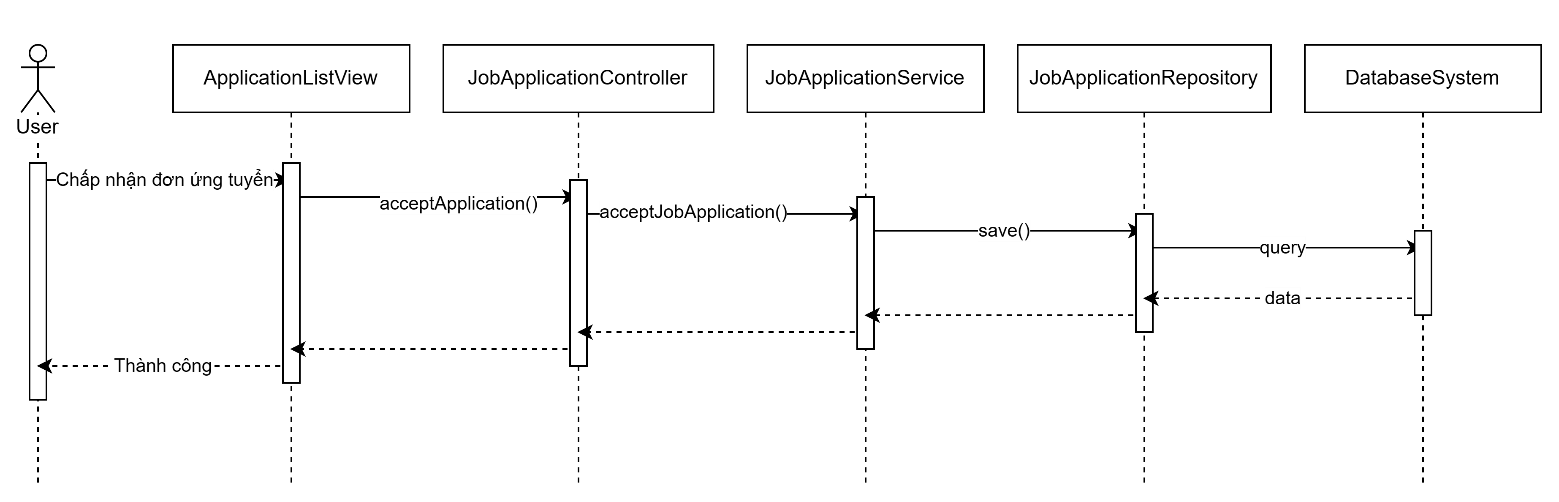 User
ApplicationListView
JobApplicationController
JobApplicationService
JobApplicationRepository
DatabaseSystem
Chấp nhận đơn ứng tuyển
acceptApplication()
acceptJobApplication()
save()
query
data
Thành công